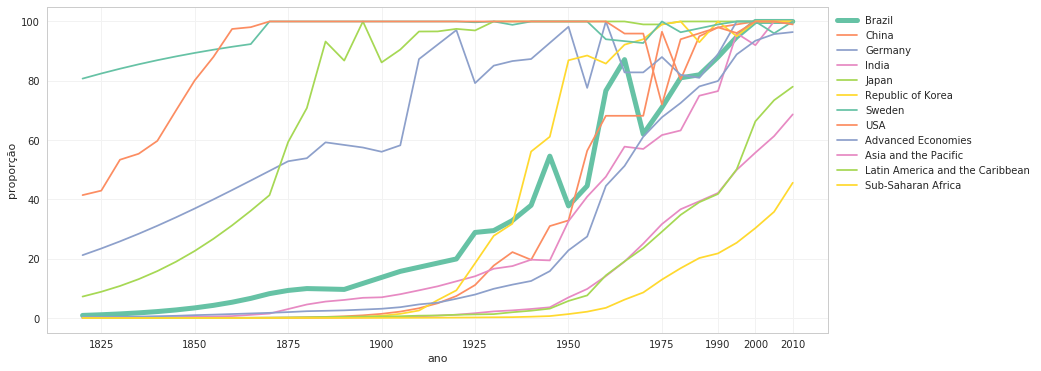 100
80
60
40
20
0
proporção
1825
1850
1875
1900
1925
1950
1975
1990
2000
2010
ano
Brazil
China
Germany
India
Japan
Republic of Korea
Sweden
USA
Advanced Economies
Asia and the Pacific
Latin America and the Caribbean
Sub-Saharan Africa